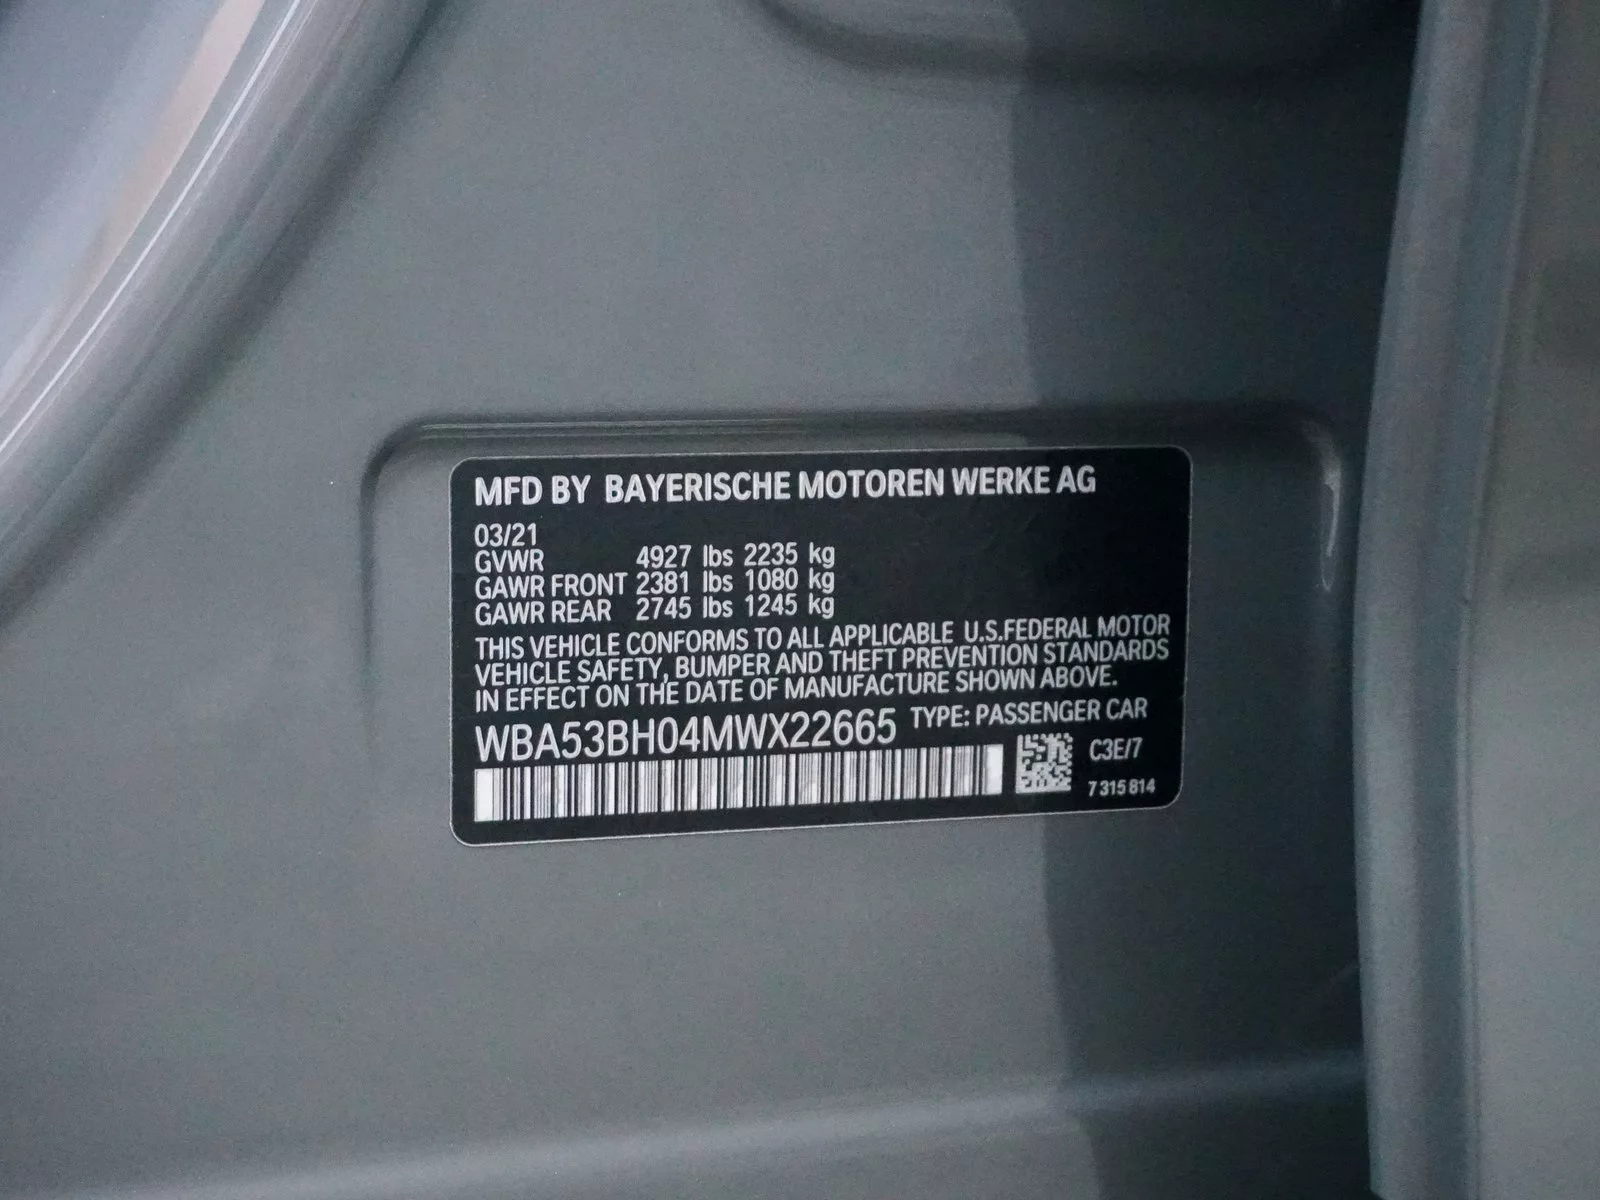 MFD BY BAYERISCHE MOTOREN WERKE AG
03/21
GVWR 4927 lbs 2235 kg
GAWR FRONT 2381 lbs 1080 kg
GAWR REAR 2745 lbs 1245 kg
THIS VEHICLE CONFORMS TO ALL APPLICABLE U.S.FEDERAL MOTOR
VEHICLE SAFETY, BUMPER AND THEFT PREVENTION STANDARDS
IN EFFECT ON THE DATE OF MANUFACTURE SHOWN ABOVE.
WBA53BH04MWX22665 TYPE: PASSENGER CAR
C3E/7
7 315 814